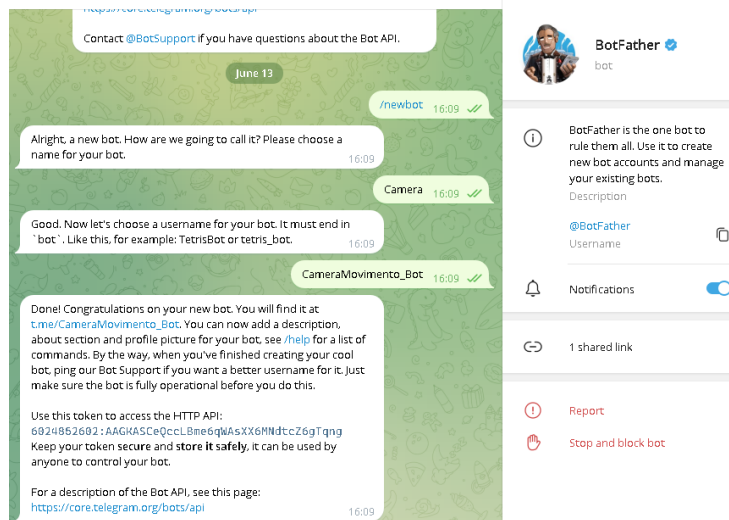 https://core.telegram.org/bots/api
Contact @BotSupport if you have questions about the Bot API.
June 13
/newbot 16:09
Alright, a new bot. How are we going to call it? Please choose a
name for your bot. 16:09
Camera 16:09
Good. Now let's choose a username for your bot. It must end in
`bot`. Like this, for example: TetrisBot or tetris_bot. 16:09
CameraMovimento_Bot 16:09
Done! Congratulations on your new bot. You will find it at
t.me/CameraMovimento_Bot. You can now add a description,
about section and profile picture for your bot, see /help for a list of
commands. By the way, when you've finished creating your cool
bot, ping our Bot Support if you want a better username for it. Just
make sure the bot is fully operational before you do this.
Use this token to access the HTTP API:
6024852602:AAGKASCeQccLBme6qWAsXX6MNdtcZ6gTqng
Keep your token secure and store it safely, it can be used by
anyone to control your bot.
For a description of the Bot API, see this page:
https://core.telegram.org/bots/api 16:09
BotFather
bot
BotFather is the one bot to
rule them all. Use it to create
new bot accounts and manage
your existing bots.
Description
@BotFather
Username
Notifications
1 shared link
Report
Stop and block bot